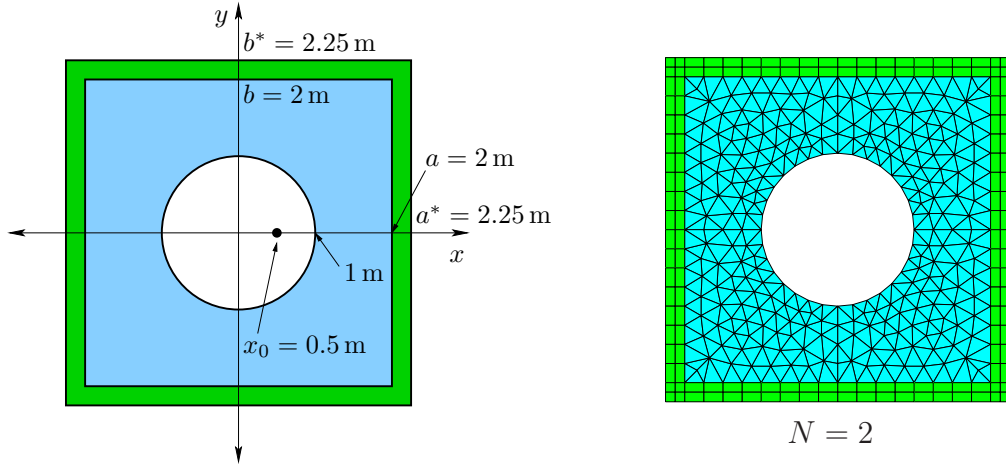 y
b* = 2.25 m
b = 2 m
a = 2 m
a* = 2.25 m
x
1 m
x₀ = 0.5 m
N = 2